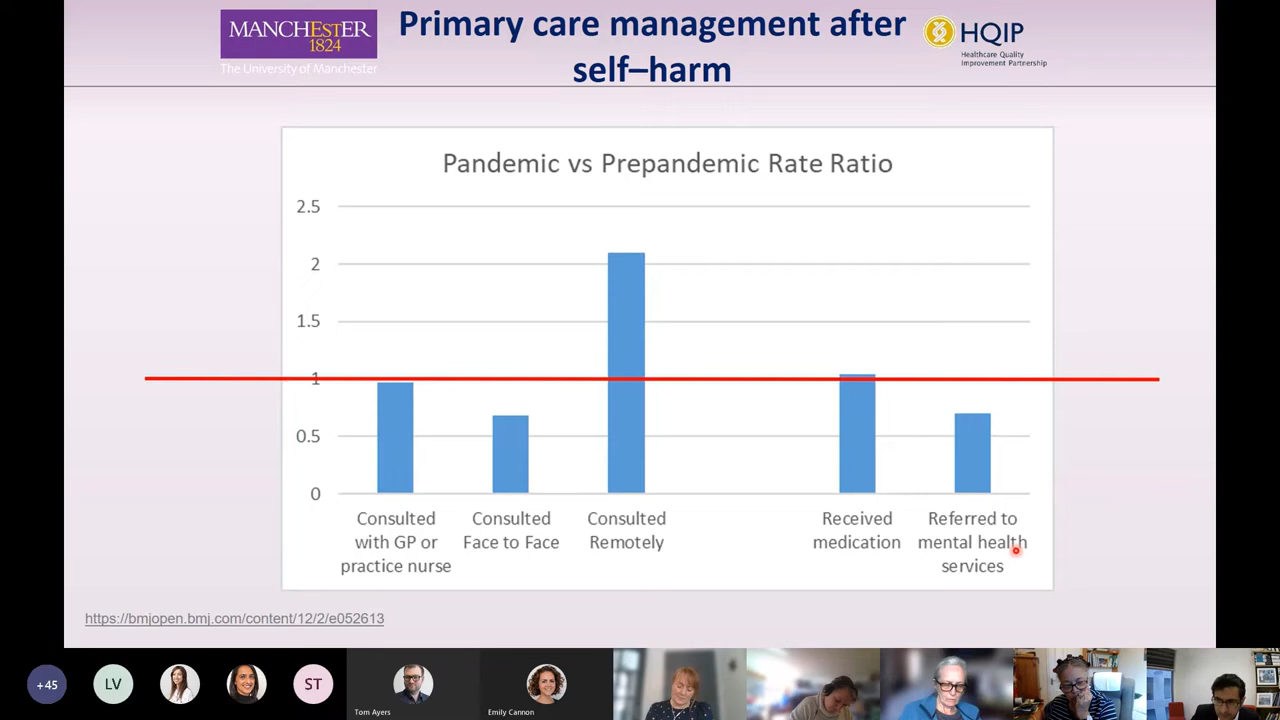 MANCHESTER
1824
The University of Manchester
Primary care management after
self–harm
HQIP
Healthcare Quality
Improvement Partnership
Pandemic vs Prepandemic Rate Ratio
2.5
2
1.5
1
0.5
0
Consulted
with GP or
practice nurse
Consulted
Face to Face
Consulted
Remotely
Received
medication
Referred to
mental health
services
https://bmjopen.bmj.com/content/12/2/e052613
+45
LV
ST
Tom Ayers
Emily Cannon